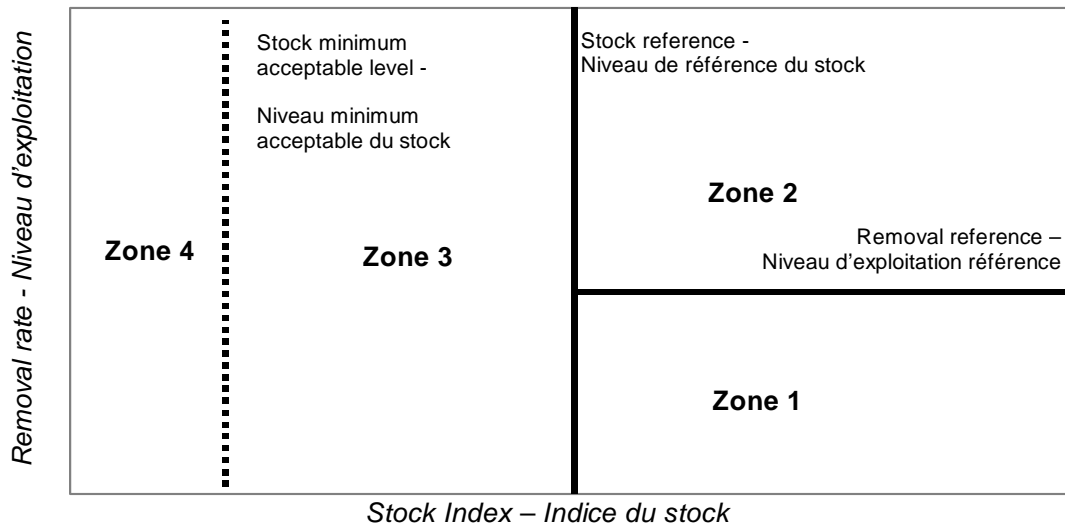 Removal rate - Niveau d'exploitation
Stock minimum
acceptable level -
Niveau minimum
acceptable du stock
Stock reference -
Niveau de référence du stock
Zone 2
Removal reference –
Niveau d'exploitation référence
Zone 4
Zone 3
Zone 1
Stock Index – Indice du stock